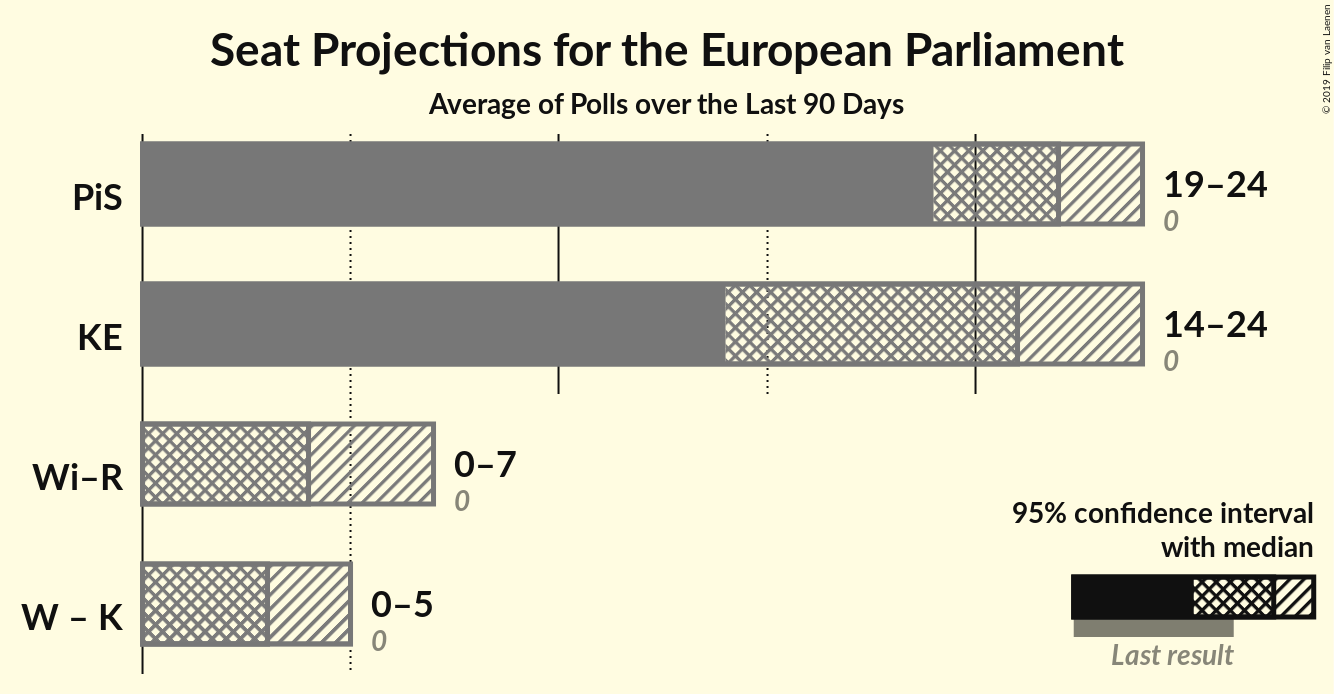 Seat Projections for the European Parliament
Average of Polls over the Last 90 Days
© 2019 Filip van Laenen
PiS
19–24
0
KE
14–24
0
Wi–R
0–7
0
W – K
0–5
0
95% confidence interval
with median
Last result